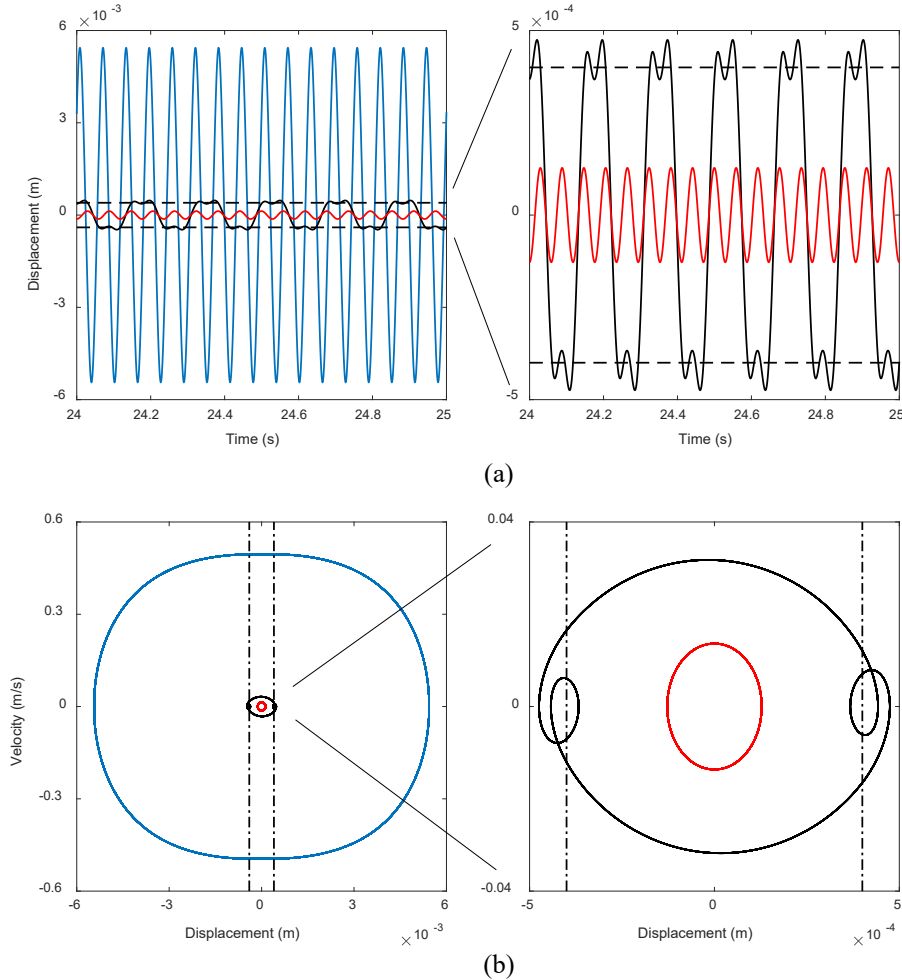 × 10 -3
× 10 -4
6
3
0
-3
-6
Displacement (m)
24 24.2 24.4 24.6 24.8 25
Time (s)
5
0
-5
24 24.2 24.4 24.6 24.8 25
Time (s)
(a)
0.6
0.3
0
-0.3
-0.6
Velocity (m/s)
-6 -3 0 3 6
Displacement (m)
× 10 -3
0.04
0
-0.04
-5 0 5
Displacement (m)
× 10 -4
(b)